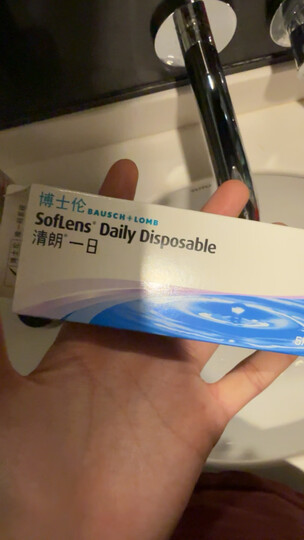 博士伦 BAUSCH + LOMB
SofLens® Daily Disposable
清朗®一日